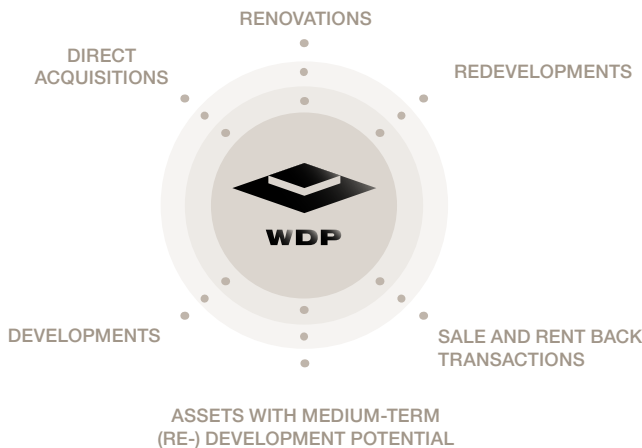 RENOVATIONS
DIRECT
ACQUISITIONS
REDEVELOPMENTS
WDP
DEVELOPMENTS
SALE AND RENT BACK
TRANSACTIONS
ASSETS WITH MEDIUM-TERM
(RE-) DEVELOPMENT POTENTIAL